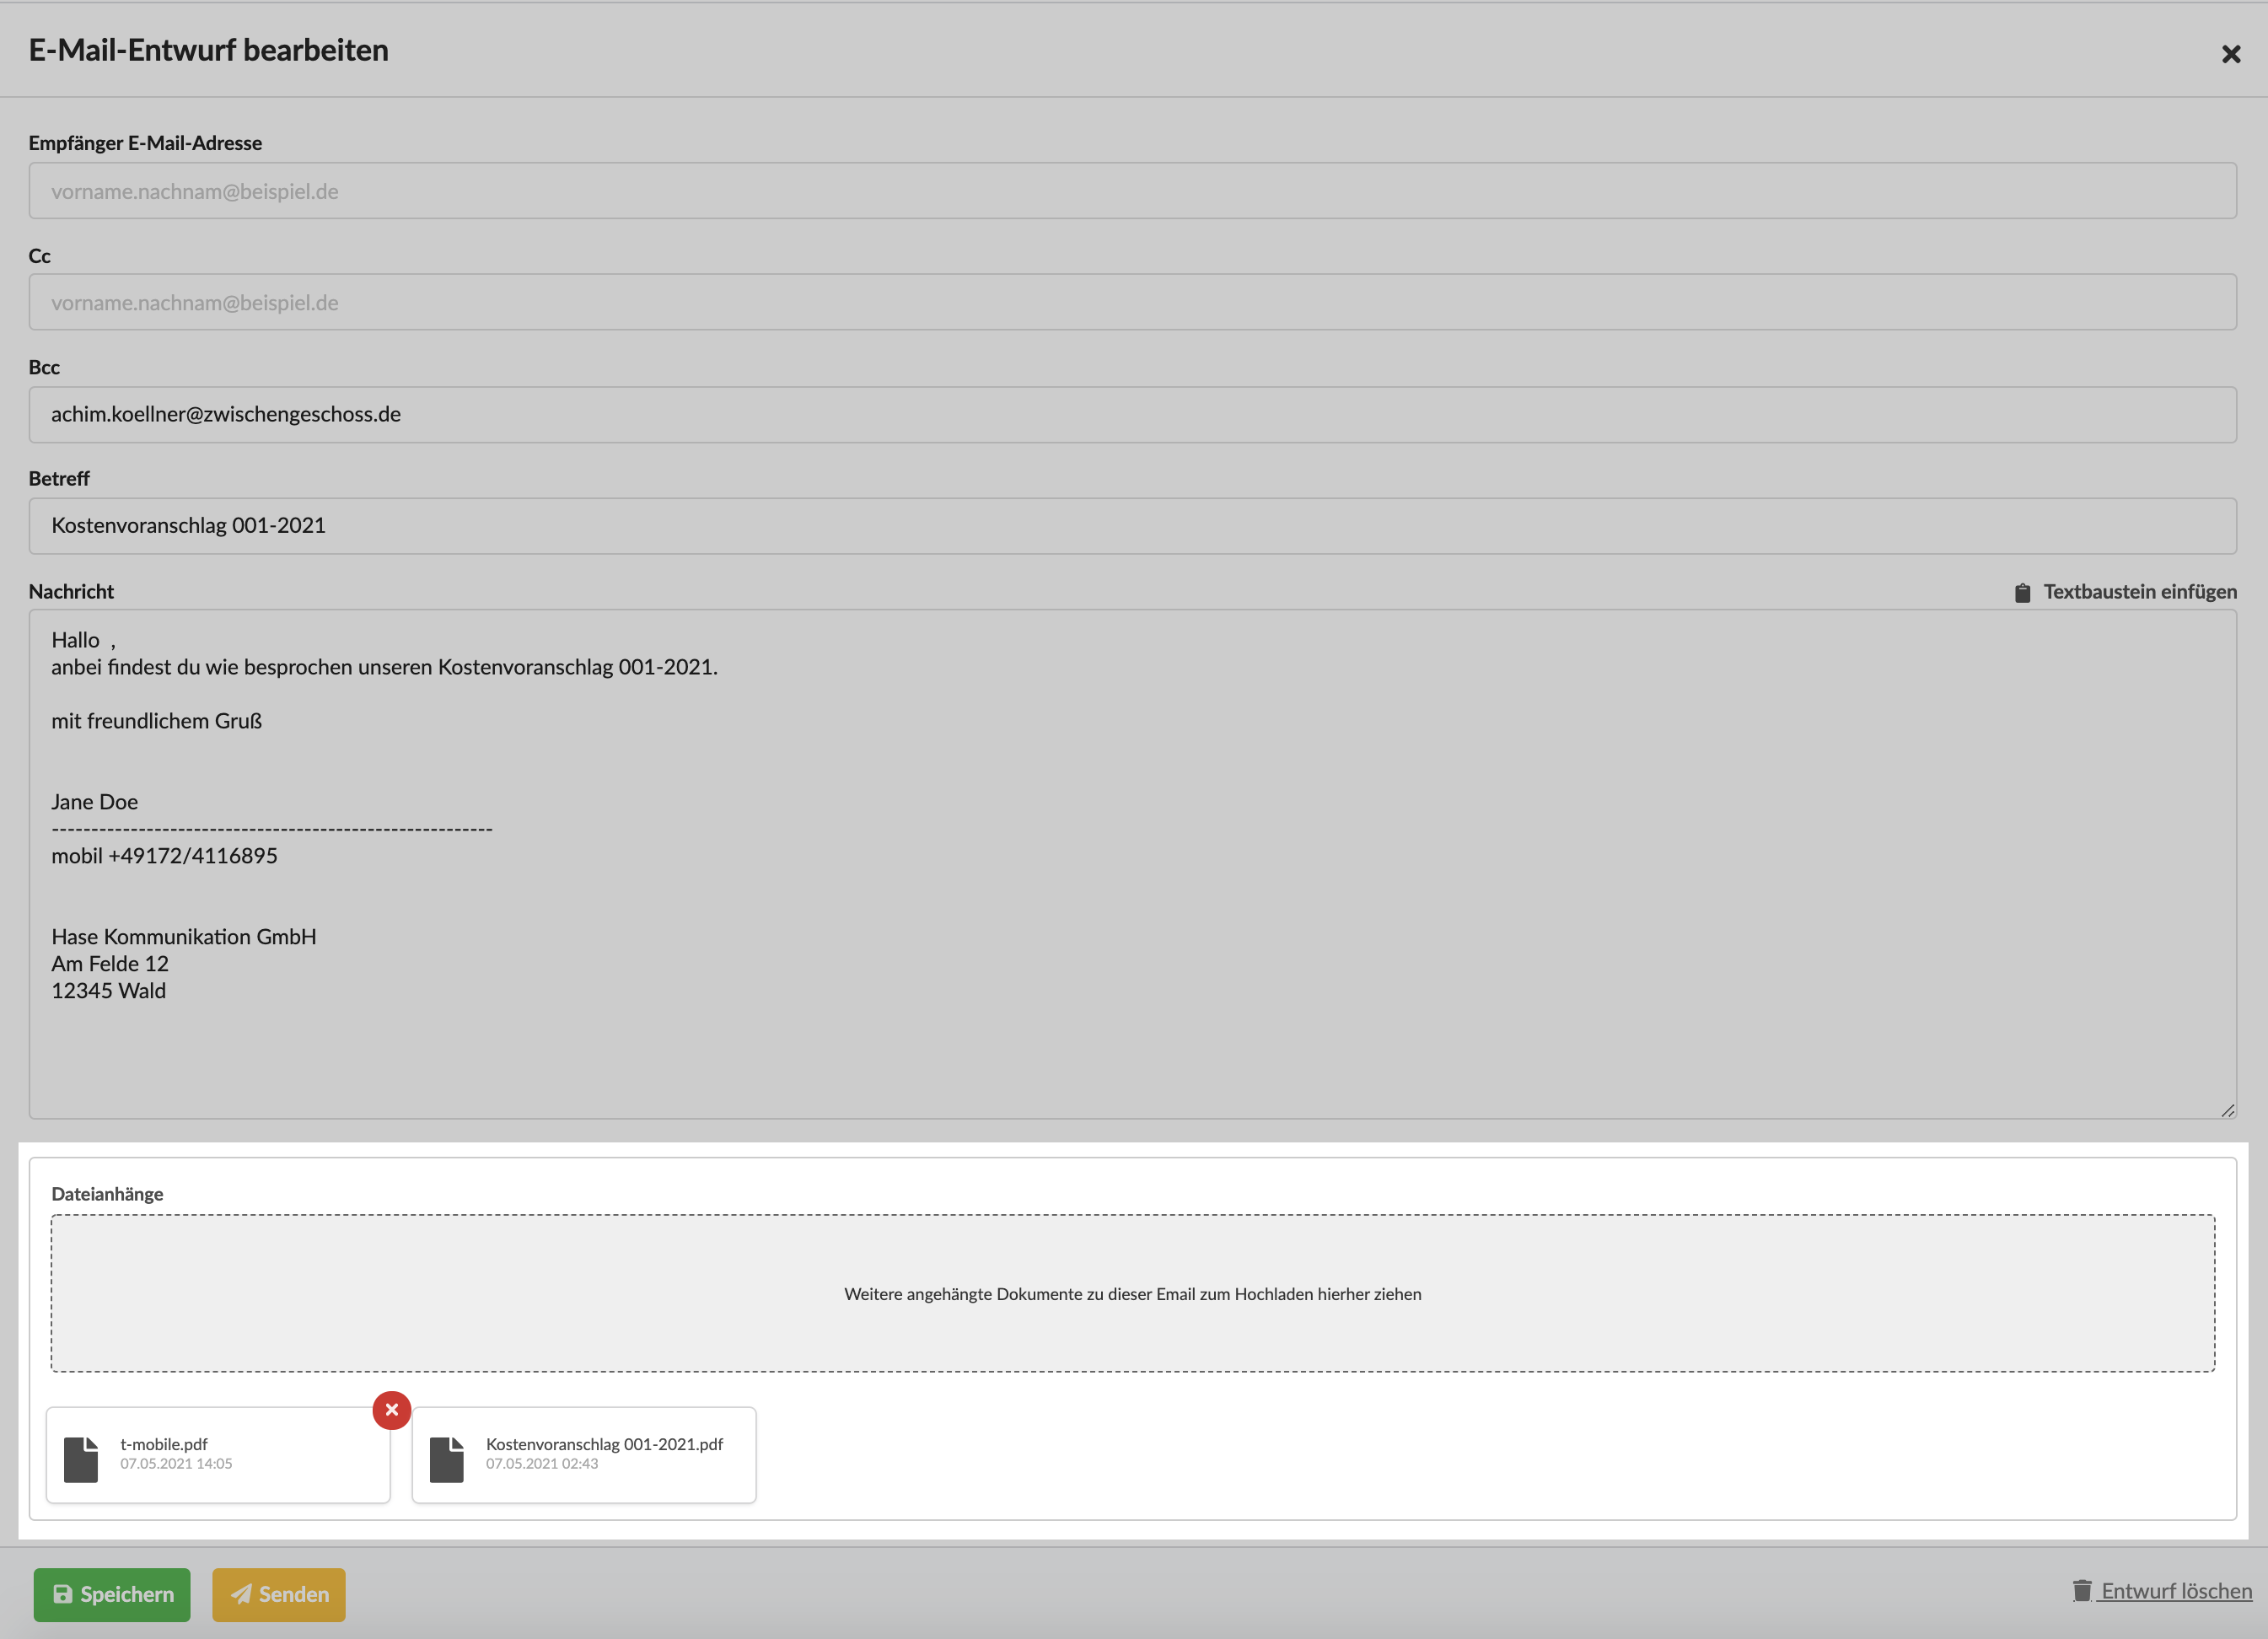 E-Mail-Entwurf bearbeiten
Empfänger E-Mail-Adresse
vorname.nachnam@beispiel.de
Cc
vorname.nachnam@beispiel.de
Bcc
achim.koellner@zwischengeschoss.de
Betreff
Kostenvoranschlag 001-2021
Nachricht
Textbaustein einfügen
Hallo  ,
anbei findest du wie besprochen unseren Kostenvoranschlag 001-2021.
mit freundlichem Gruß
Jane Doe
--------------------------------------------------------
mobil +49172/4116895
Hase Kommunikation GmbH
Am Felde 12
12345 Wald
Dateianhänge
Weitere angehängte Dokumente zu dieser Email zum Hochladen hierher ziehen
t-mobile.pdf
07.05.2021 14:05
Kostenvoranschlag 001-2021.pdf
07.05.2021 02:43
Speichern
Senden
Entwurf löschen